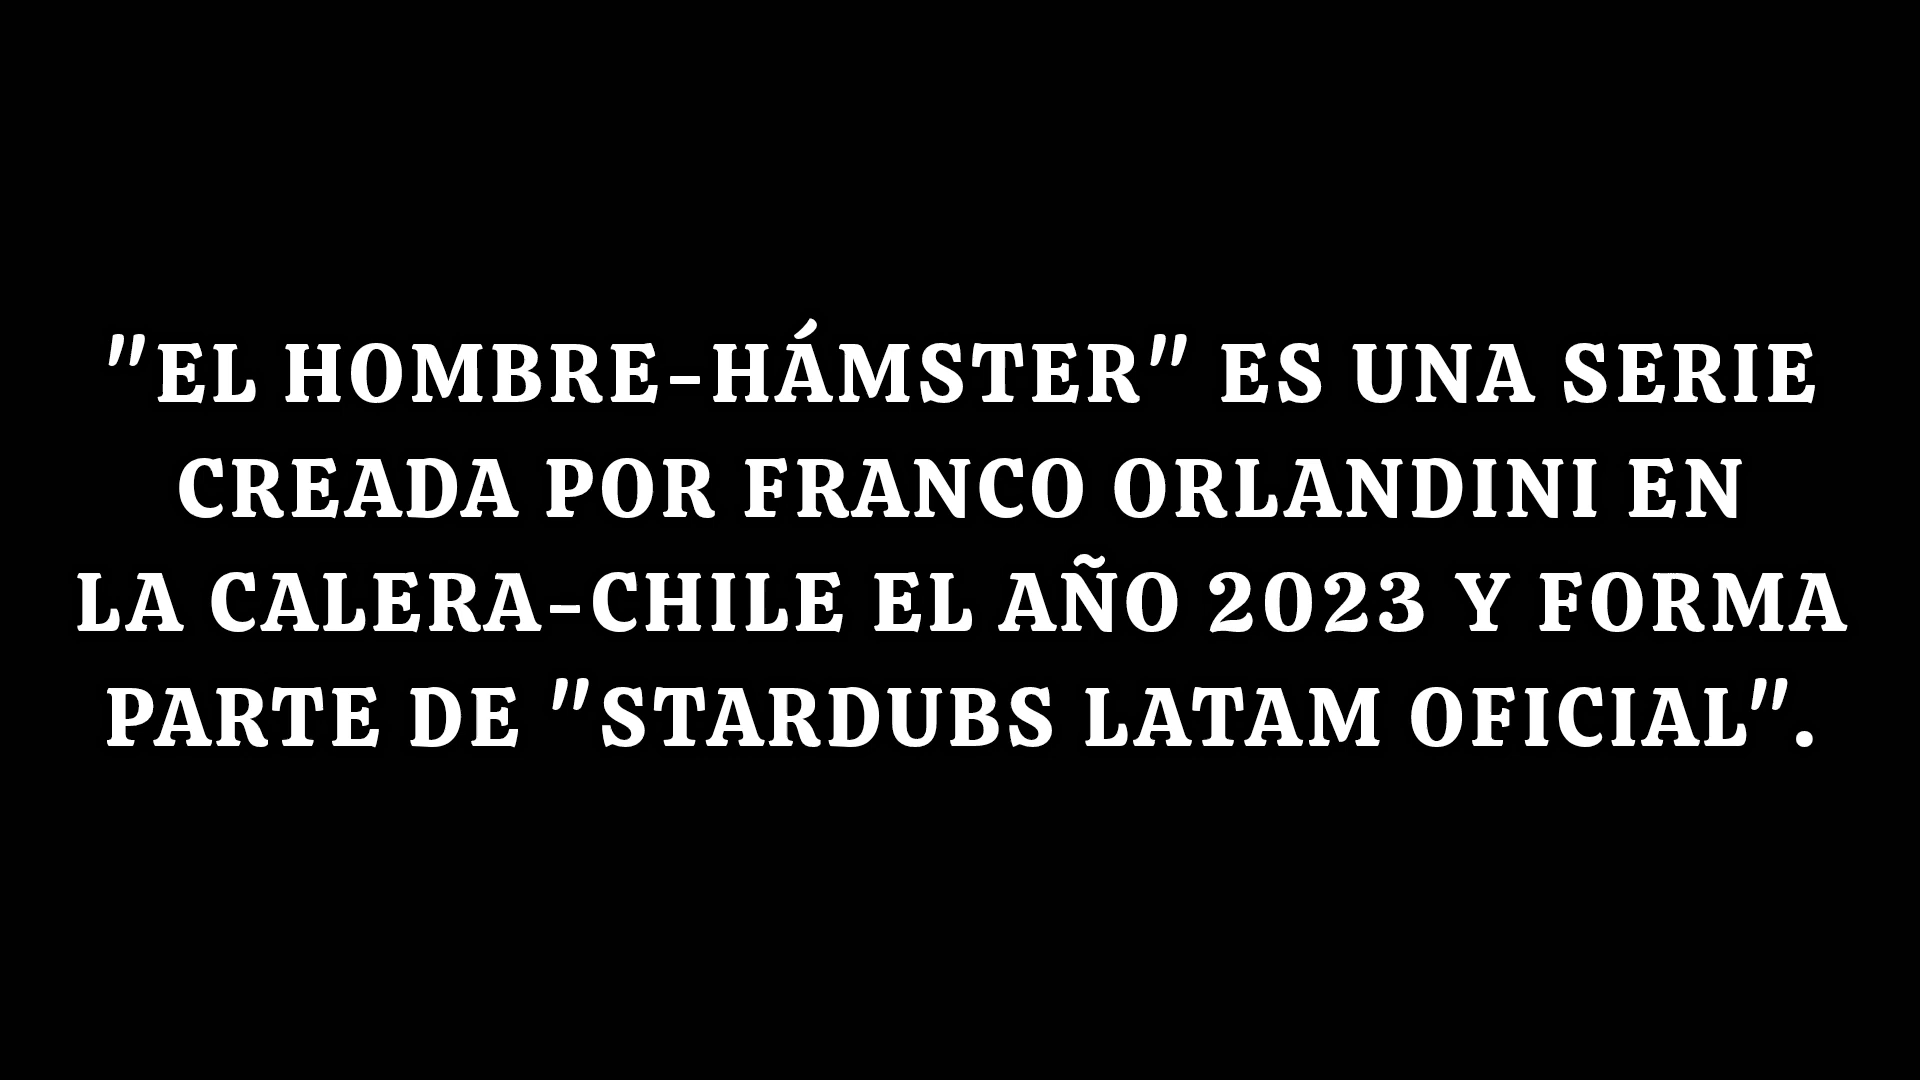 "EL HOMBRE-HÁMSTER" ES UNA SERIE
CREADA POR FRANCO ORLANDINI EN
LA CALERA-CHILE EL AÑO 2023 Y FORMA
PARTE DE "STARDUBS LATAM OFICIAL".